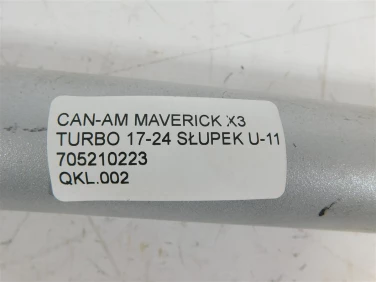 CAN-AM MAVERICK X3
TURBO 17-24 SŁUPEK U-11
705210223
QKL.002